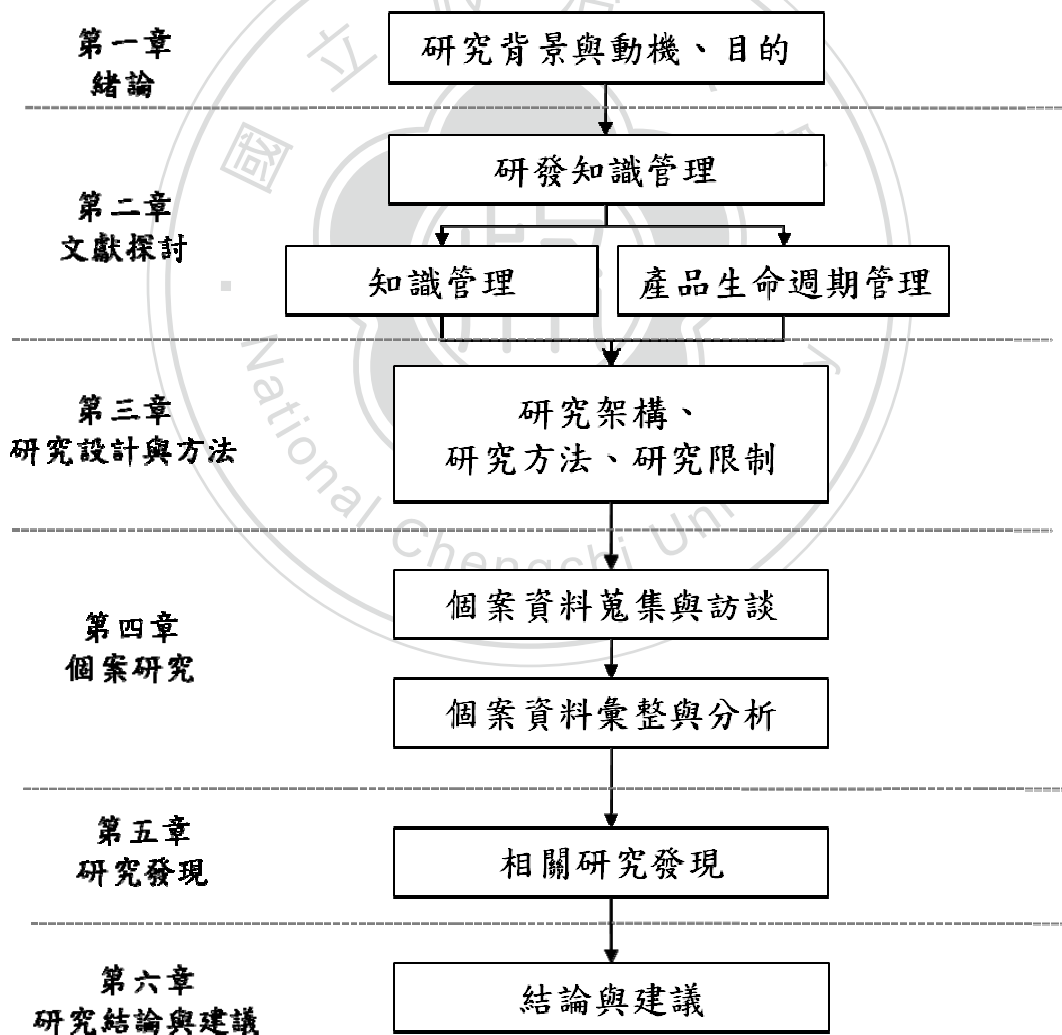 第一章
緒論
研究背景與動機、目的
第二章
文獻探討
研發知識管理
知識管理
產品生命週期管理
第三章
研究設計與方法
研究架構、
研究方法、研究限制
第四章
個案研究
個案資料蒐集與訪談
個案資料彙整與分析
第五章
研究發現
相關研究發現
第六章
研究結論與建議
結論與建議
國立
National Chengchi Uni